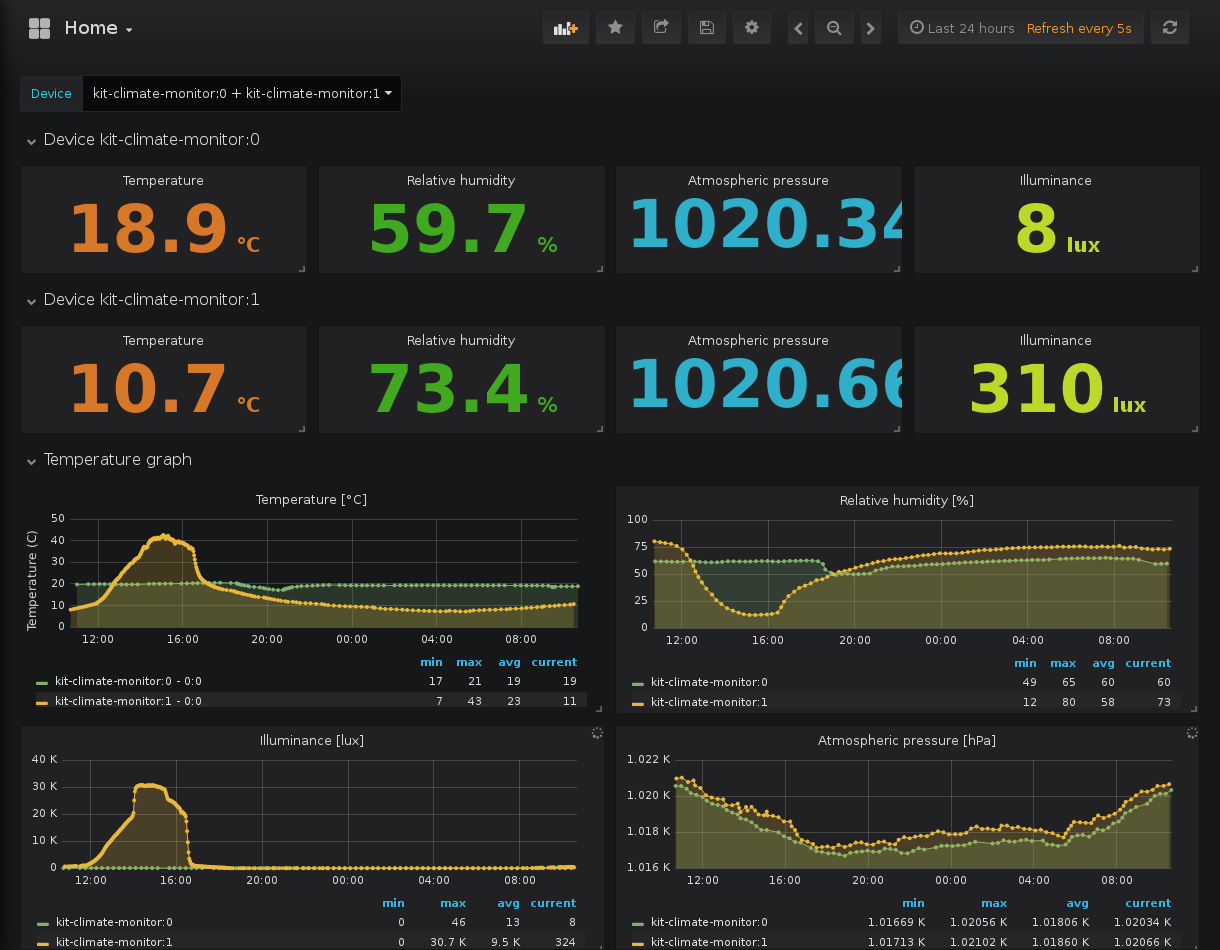 Home
Last 24 hours Refresh every 5s
Device kit-climate-monitor:0 + kit-climate-monitor:1
Device kit-climate-monitor:0
Temperature Relative humidity Atmospheric pressure Illuminance
18.9 °C 59.7 % 1020.34 8 lux
Device kit-climate-monitor:1
Temperature Relative humidity Atmospheric pressure Illuminance
10.7 °C 73.4 % 1020.66 310 lux
Temperature graph
Temperature [°C]
Temperature (C)
50
40
30
20
10
0
12:00 16:00 20:00 00:00 04:00 08:00
min max avg current
kit-climate-monitor:0 - 0:0 17 21 19 19
kit-climate-monitor:1 - 0:0 7 43 23 11
Relative humidity [%]
100
75
50
25
0
12:00 16:00 20:00 00:00 04:00 08:00
min max avg current
kit-climate-monitor:0 49 65 60 60
kit-climate-monitor:1 12 80 58 73
Illuminance [lux]
40 K
30 K
20 K
10 K
0
12:00 16:00 20:00 00:00 04:00 08:00
min max avg current
kit-climate-monitor:0 0 46 13 8
kit-climate-monitor:1 0 30.7 K 9.5 K 324
Atmospheric pressure [hPa]
1.022 K
1.020 K
1.018 K
1.016 K
12:00 16:00 20:00 00:00 04:00 08:00
min max avg current
kit-climate-monitor:0 1.01669 K 1.02056 K 1.01806 K 1.02034 K
kit-climate-monitor:1 1.01713 K 1.02102 K 1.01860 K 1.02066 K